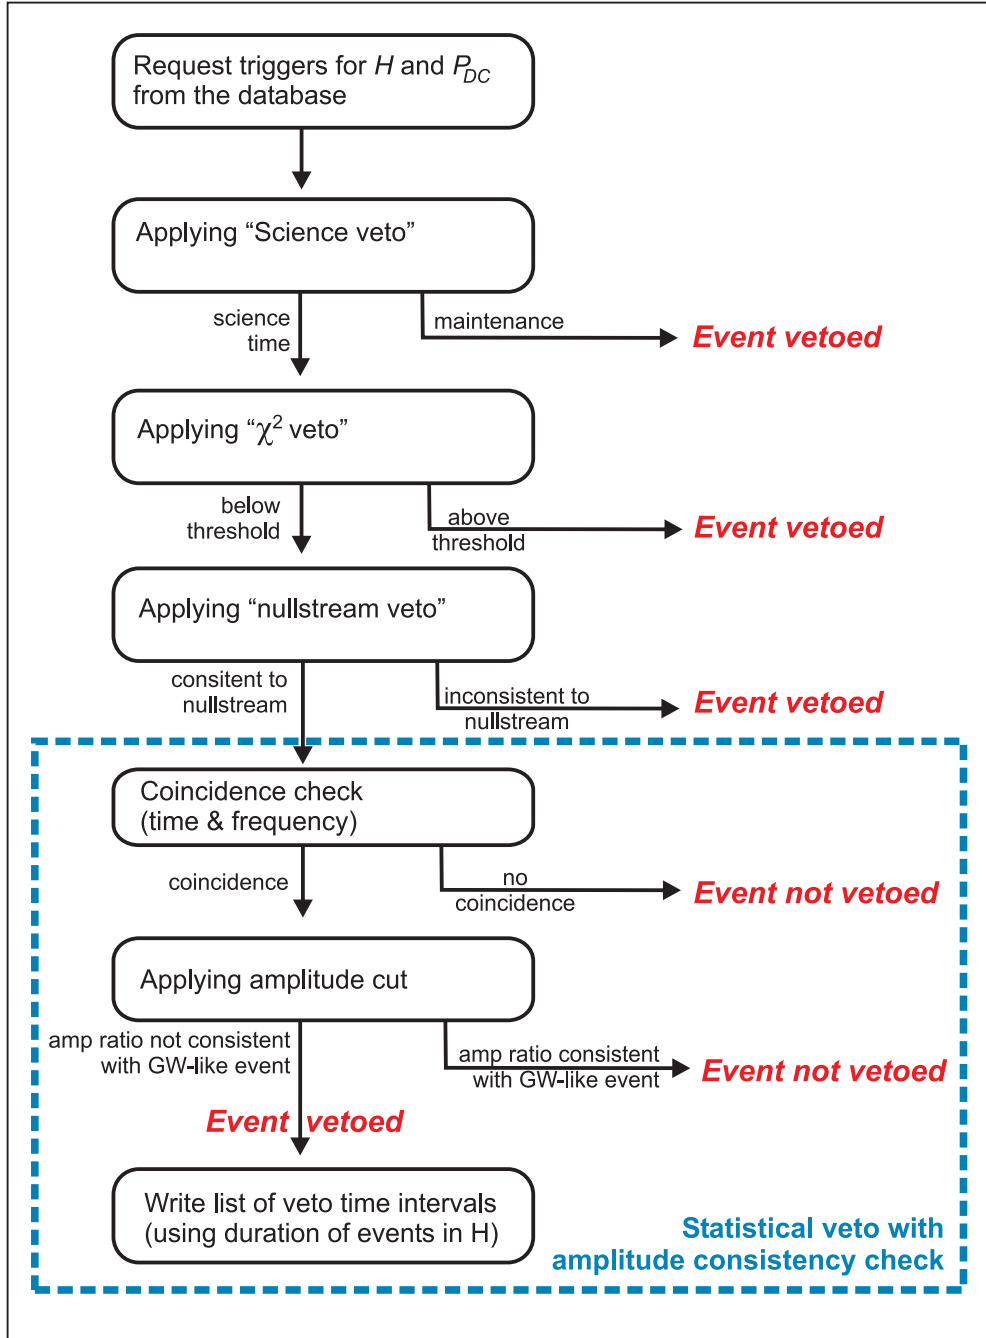 Request triggers for H and P_DC
from the database
Applying “Science veto”
science
time
maintenance
Event vetoed
Applying “χ² veto”
below
threshold
above
threshold
Event vetoed
Applying “nullstream veto”
consitent to
nullstream
inconsistent to
nullstream
Event vetoed
Coincidence check
(time & frequency)
coincidence
no
coincidence
Event not vetoed
Applying amplitude cut
amp ratio not consistent
with GW-like event
amp ratio consistent
with GW-like event
Event not vetoed
Event vetoed
Write list of veto time intervals
(using duration of events in H)
Statistical veto with
amplitude consistency check